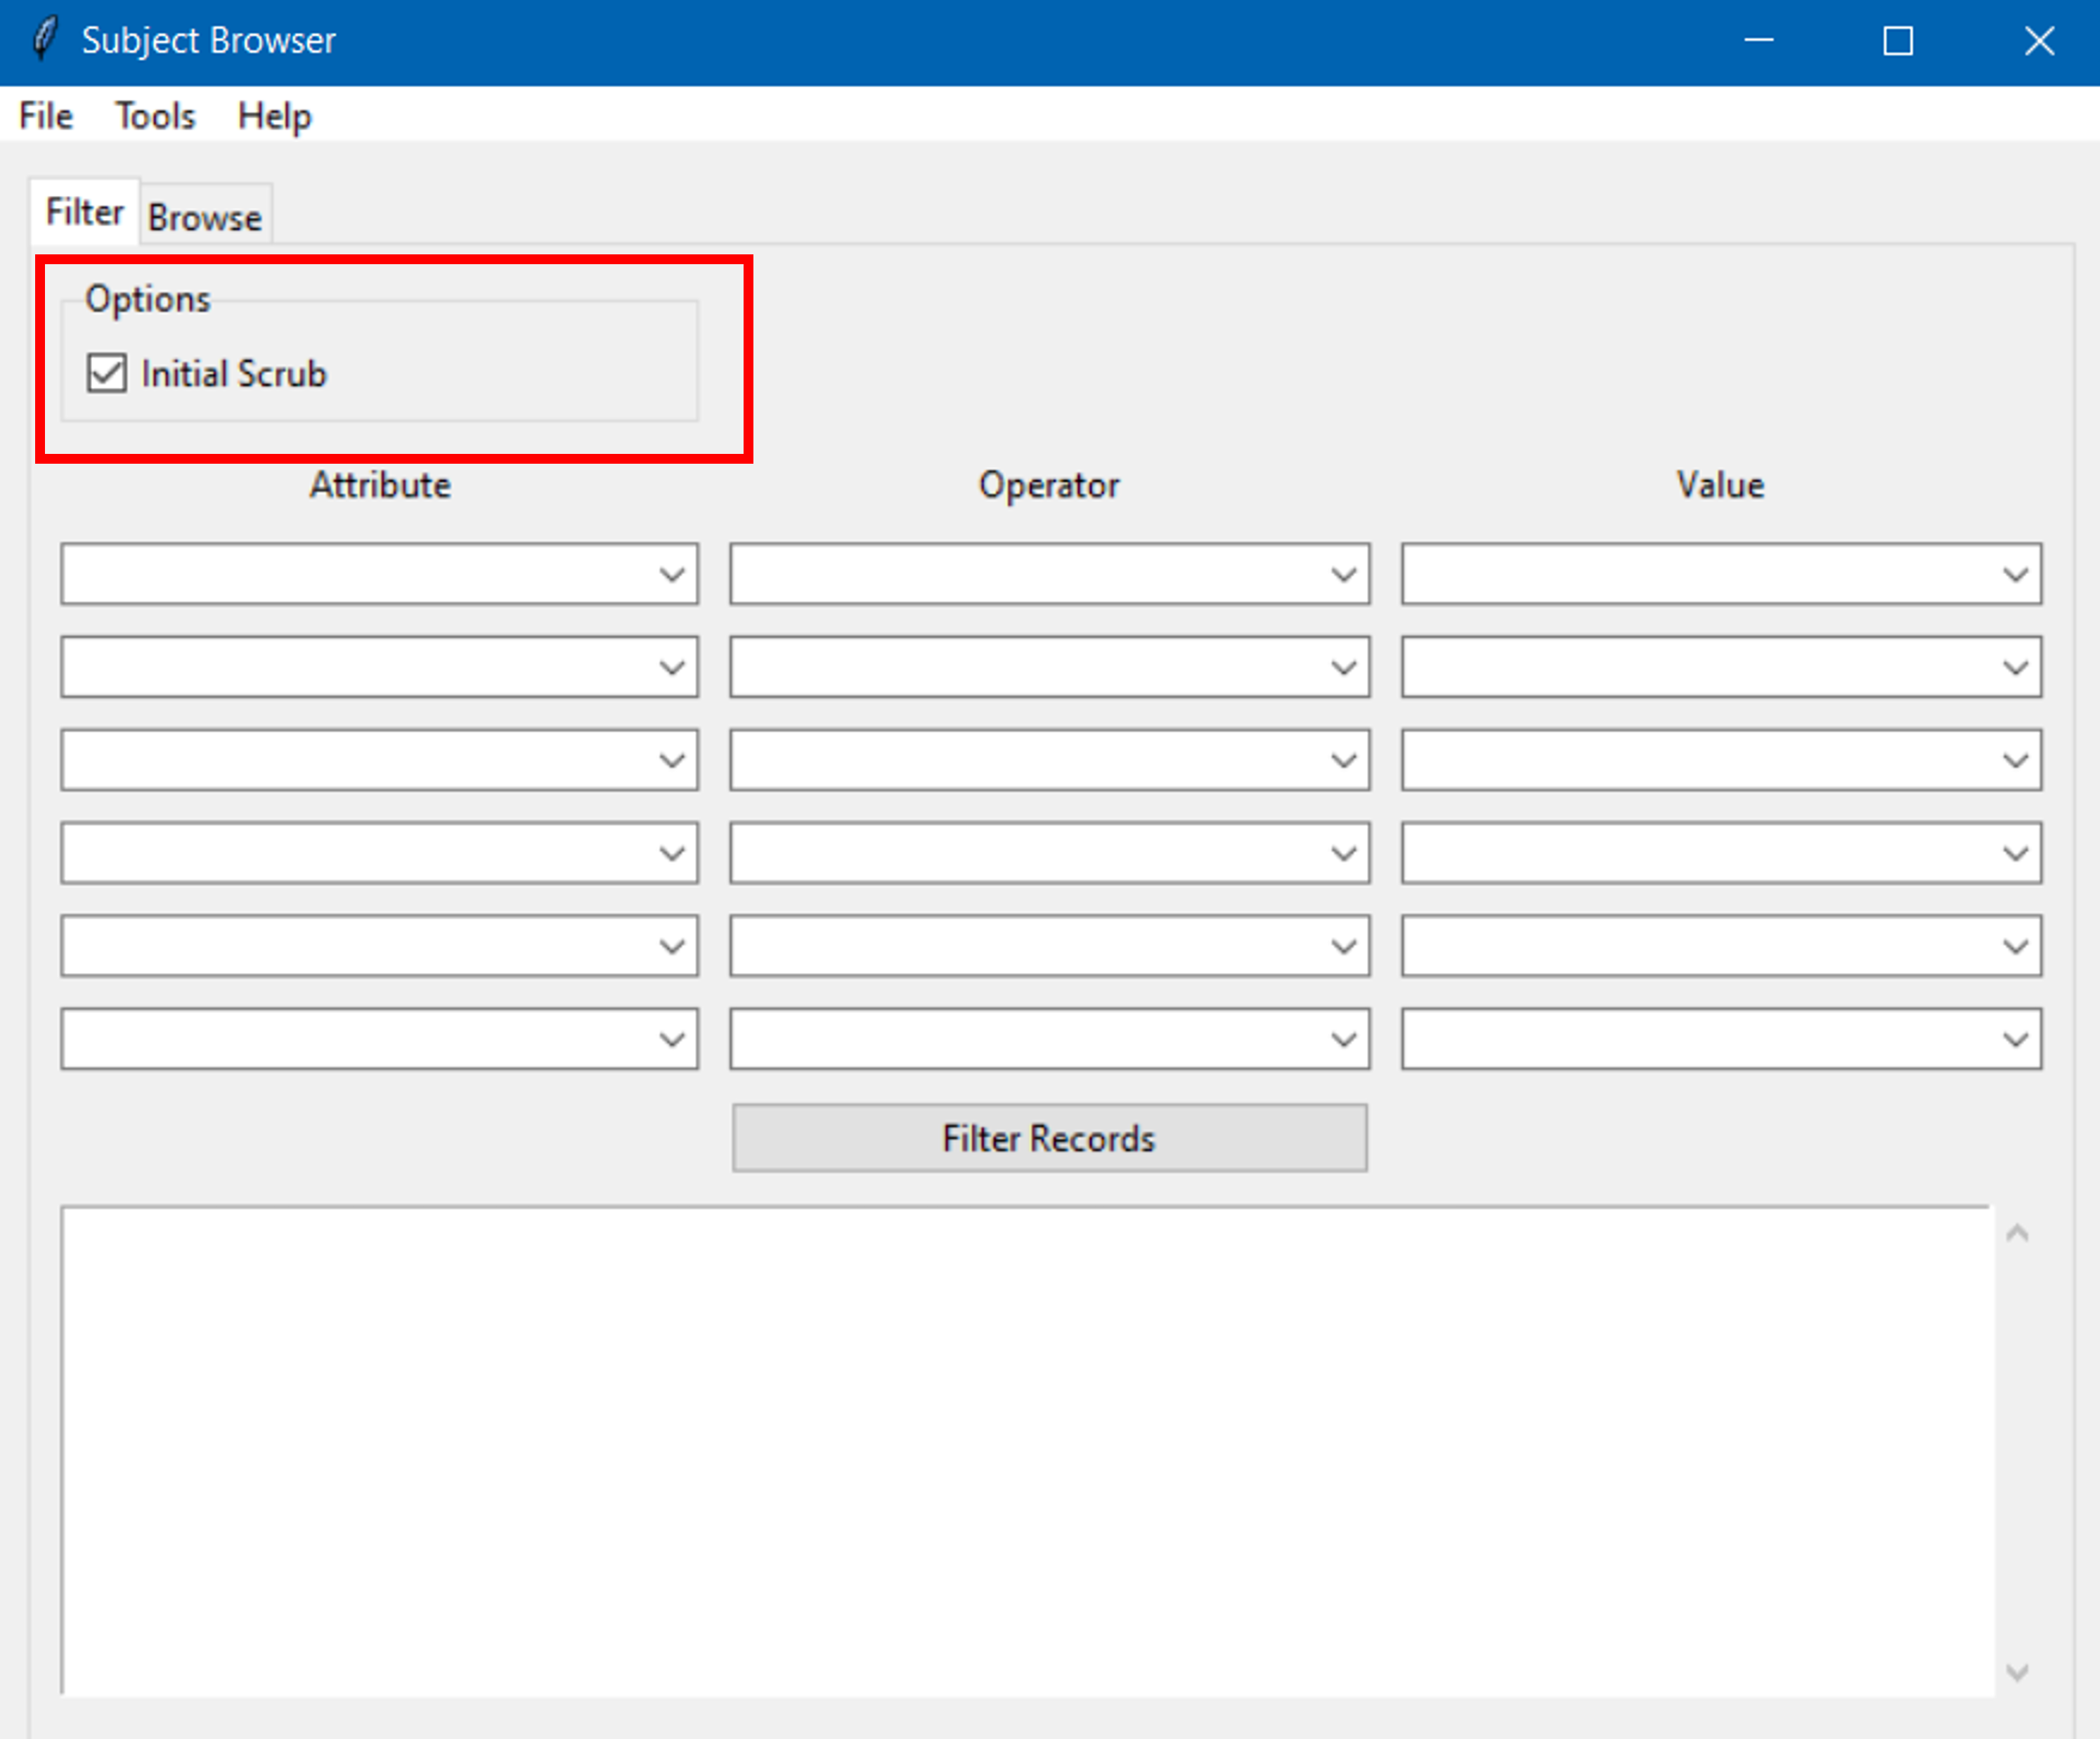 Subject Browser
File Tools Help
Filter Browse
Options
Initial Scrub
Attribute Operator Value
Filter Records